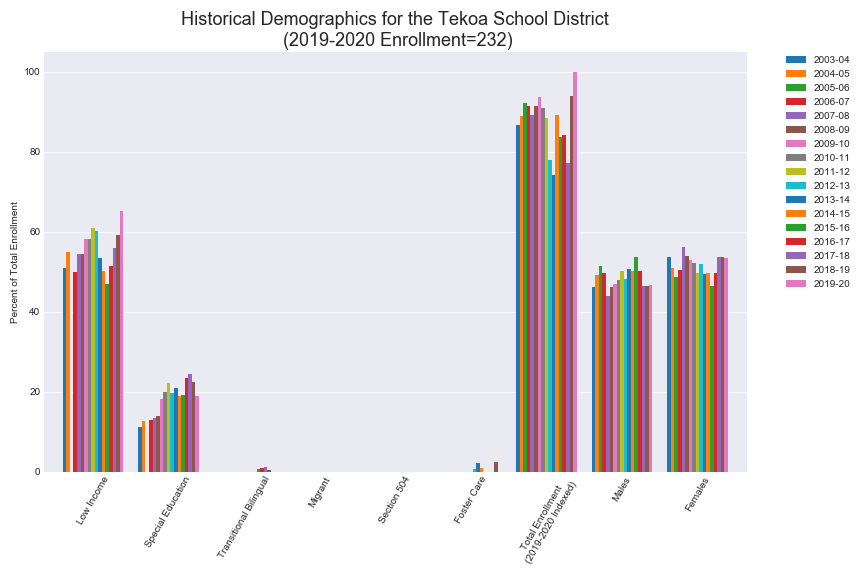 Historical Demographics for the Tekoa School District
(2019-2020 Enrollment=232)
Percent of Total Enrollment
100
80
60
40
20
0
Low Income
Special Education
Transitional Bilingual
Migrant
Section 504
Foster Care
Total Enrollment
(2019-2020 Indexed)
Males
Females
2003-04
2004-05
2005-06
2006-07
2007-08
2008-09
2009-10
2010-11
2011-12
2012-13
2013-14
2014-15
2015-16
2016-17
2017-18
2018-19
2019-20